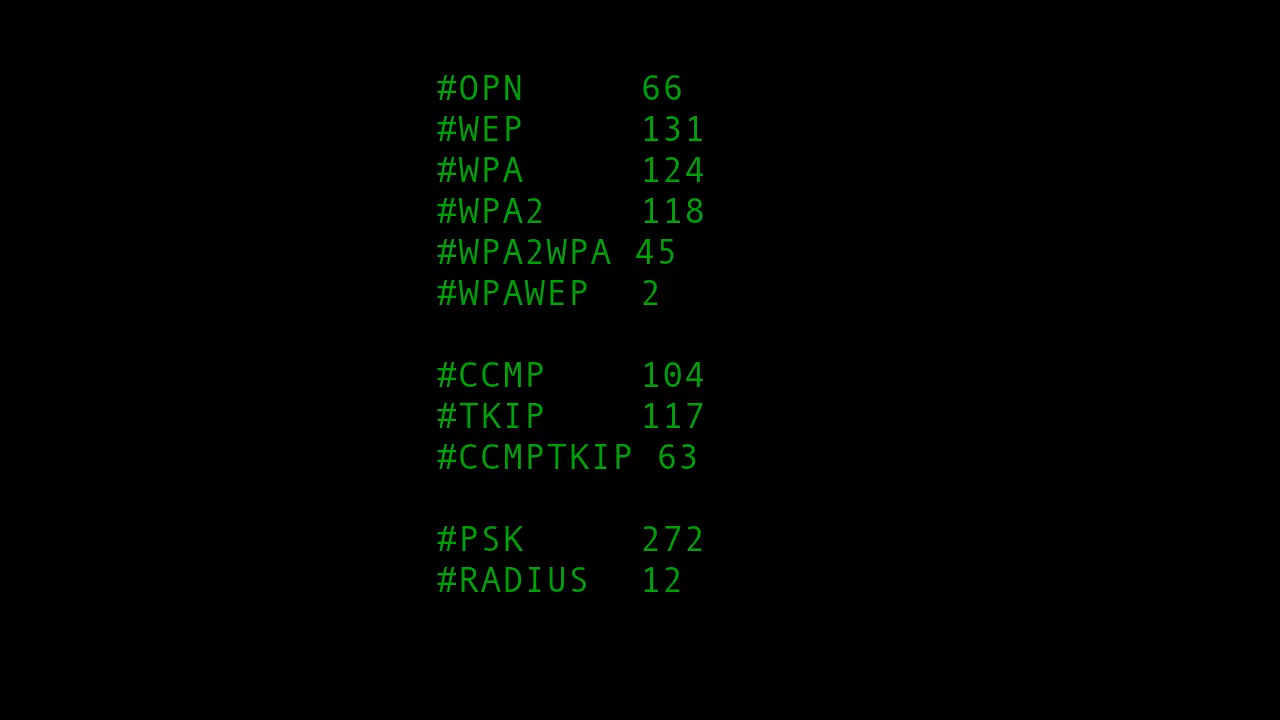 #OPN 66
#WEP 131
#WPA 124
#WPA2 118
#WPA2WPA 45
#WPAWEP 2
#CCMP 104
#TKIP 117
#CCMPTKIP 63
#PSK 272
#RADIUS 12